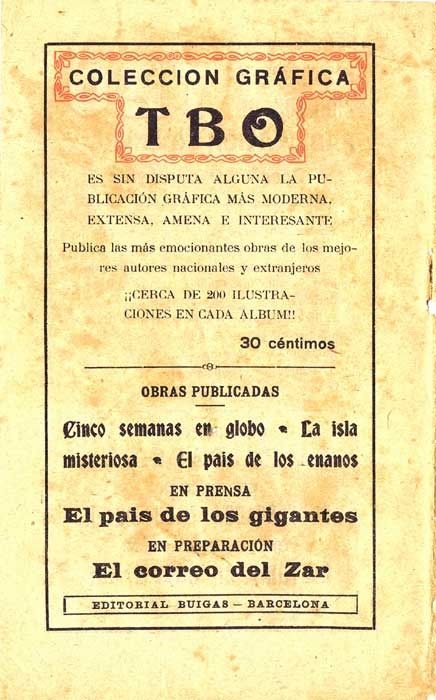 COLECCION GRÁFICA
TBO
ES SIN DISPUTA ALGUNA LA PU-
BLICACIÓN GRÁFICA MÁS MODERNA,
EXTENSA, AMENA E INTERESANTE
Publica las más emocionantes obras de los mejo-
res autores nacionales y extranjeros
¡¡CERCA DE 200 ILUSTRA-
CIONES EN CADA ÁLBUM!!
30 céntimos
OBRAS PUBLICADAS
Cinco semanas en globo • La isla
misteriosa • El pais de los enanos
EN PRENSA
El pais de los gigantes
EN PREPARACIÓN
El correo del Zar
EDITORIAL BUIGAS — BARCELONA